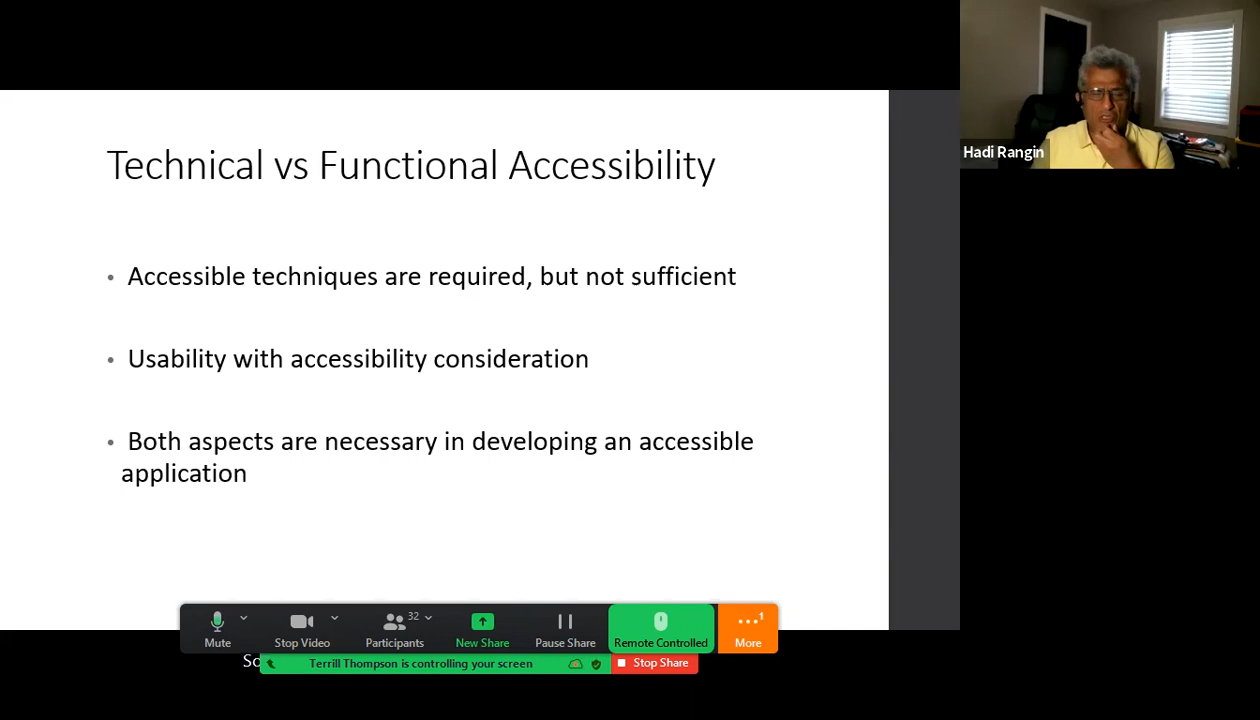 Technical vs Functional Accessibility
Hadi Rangin
• Accessible techniques are required, but not sufficient
• Usability with accessibility consideration
• Both aspects are necessary in developing an accessible
application
32
1
Mute
Stop Video
Participants
New Share
Pause Share
Remote Controlled
More
So
Terrill Thompson is controlling your screen
Stop Share